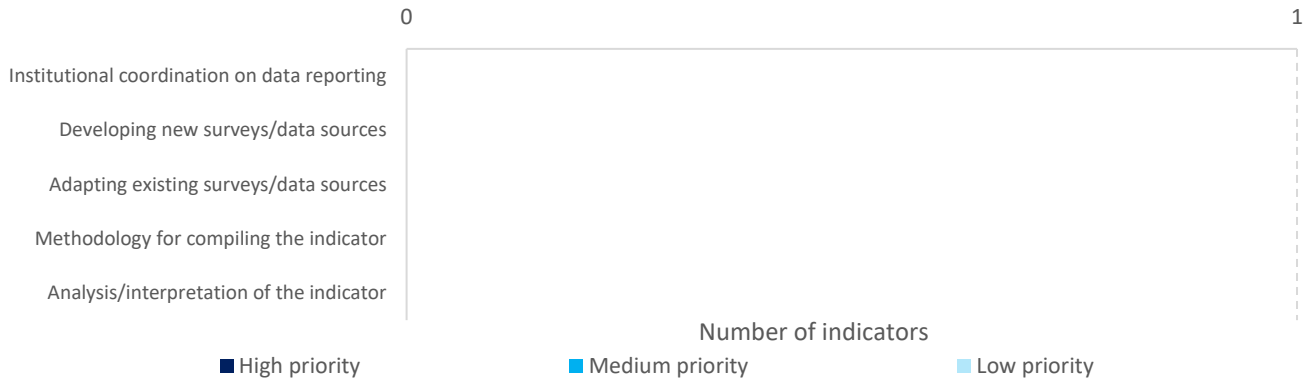 0 1
Institutional coordination on data reporting
Developing new surveys/data sources
Adapting existing surveys/data sources
Methodology for compiling the indicator
Analysis/interpretation of the indicator
Number of indicators
High priority Medium priority Low priority